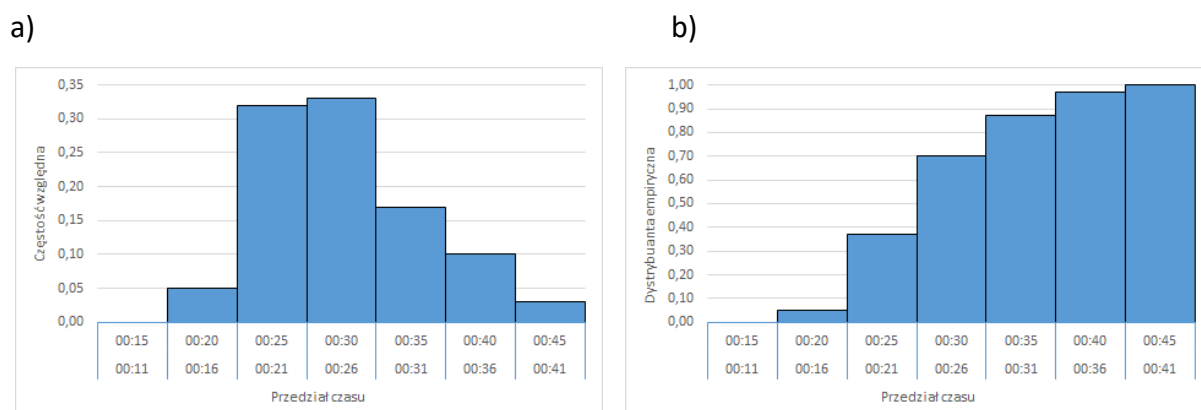 a)
0,35
0,30
0,25
0,20
0,15
0,10
0,05
0,00
Częstość względna
00:15 00:20 00:25 00:30 00:35 00:40 00:45
00:11 00:16 00:21 00:26 00:31 00:36 00:41
Przedział czasu
b)
1,00
0,90
0,80
0,70
0,60
0,50
0,40
0,30
0,20
0,10
0,00
Dystrybuanta empiryczna
00:15 00:20 00:25 00:30 00:35 00:40 00:45
00:11 00:16 00:21 00:26 00:31 00:36 00:41
Przedział czasu